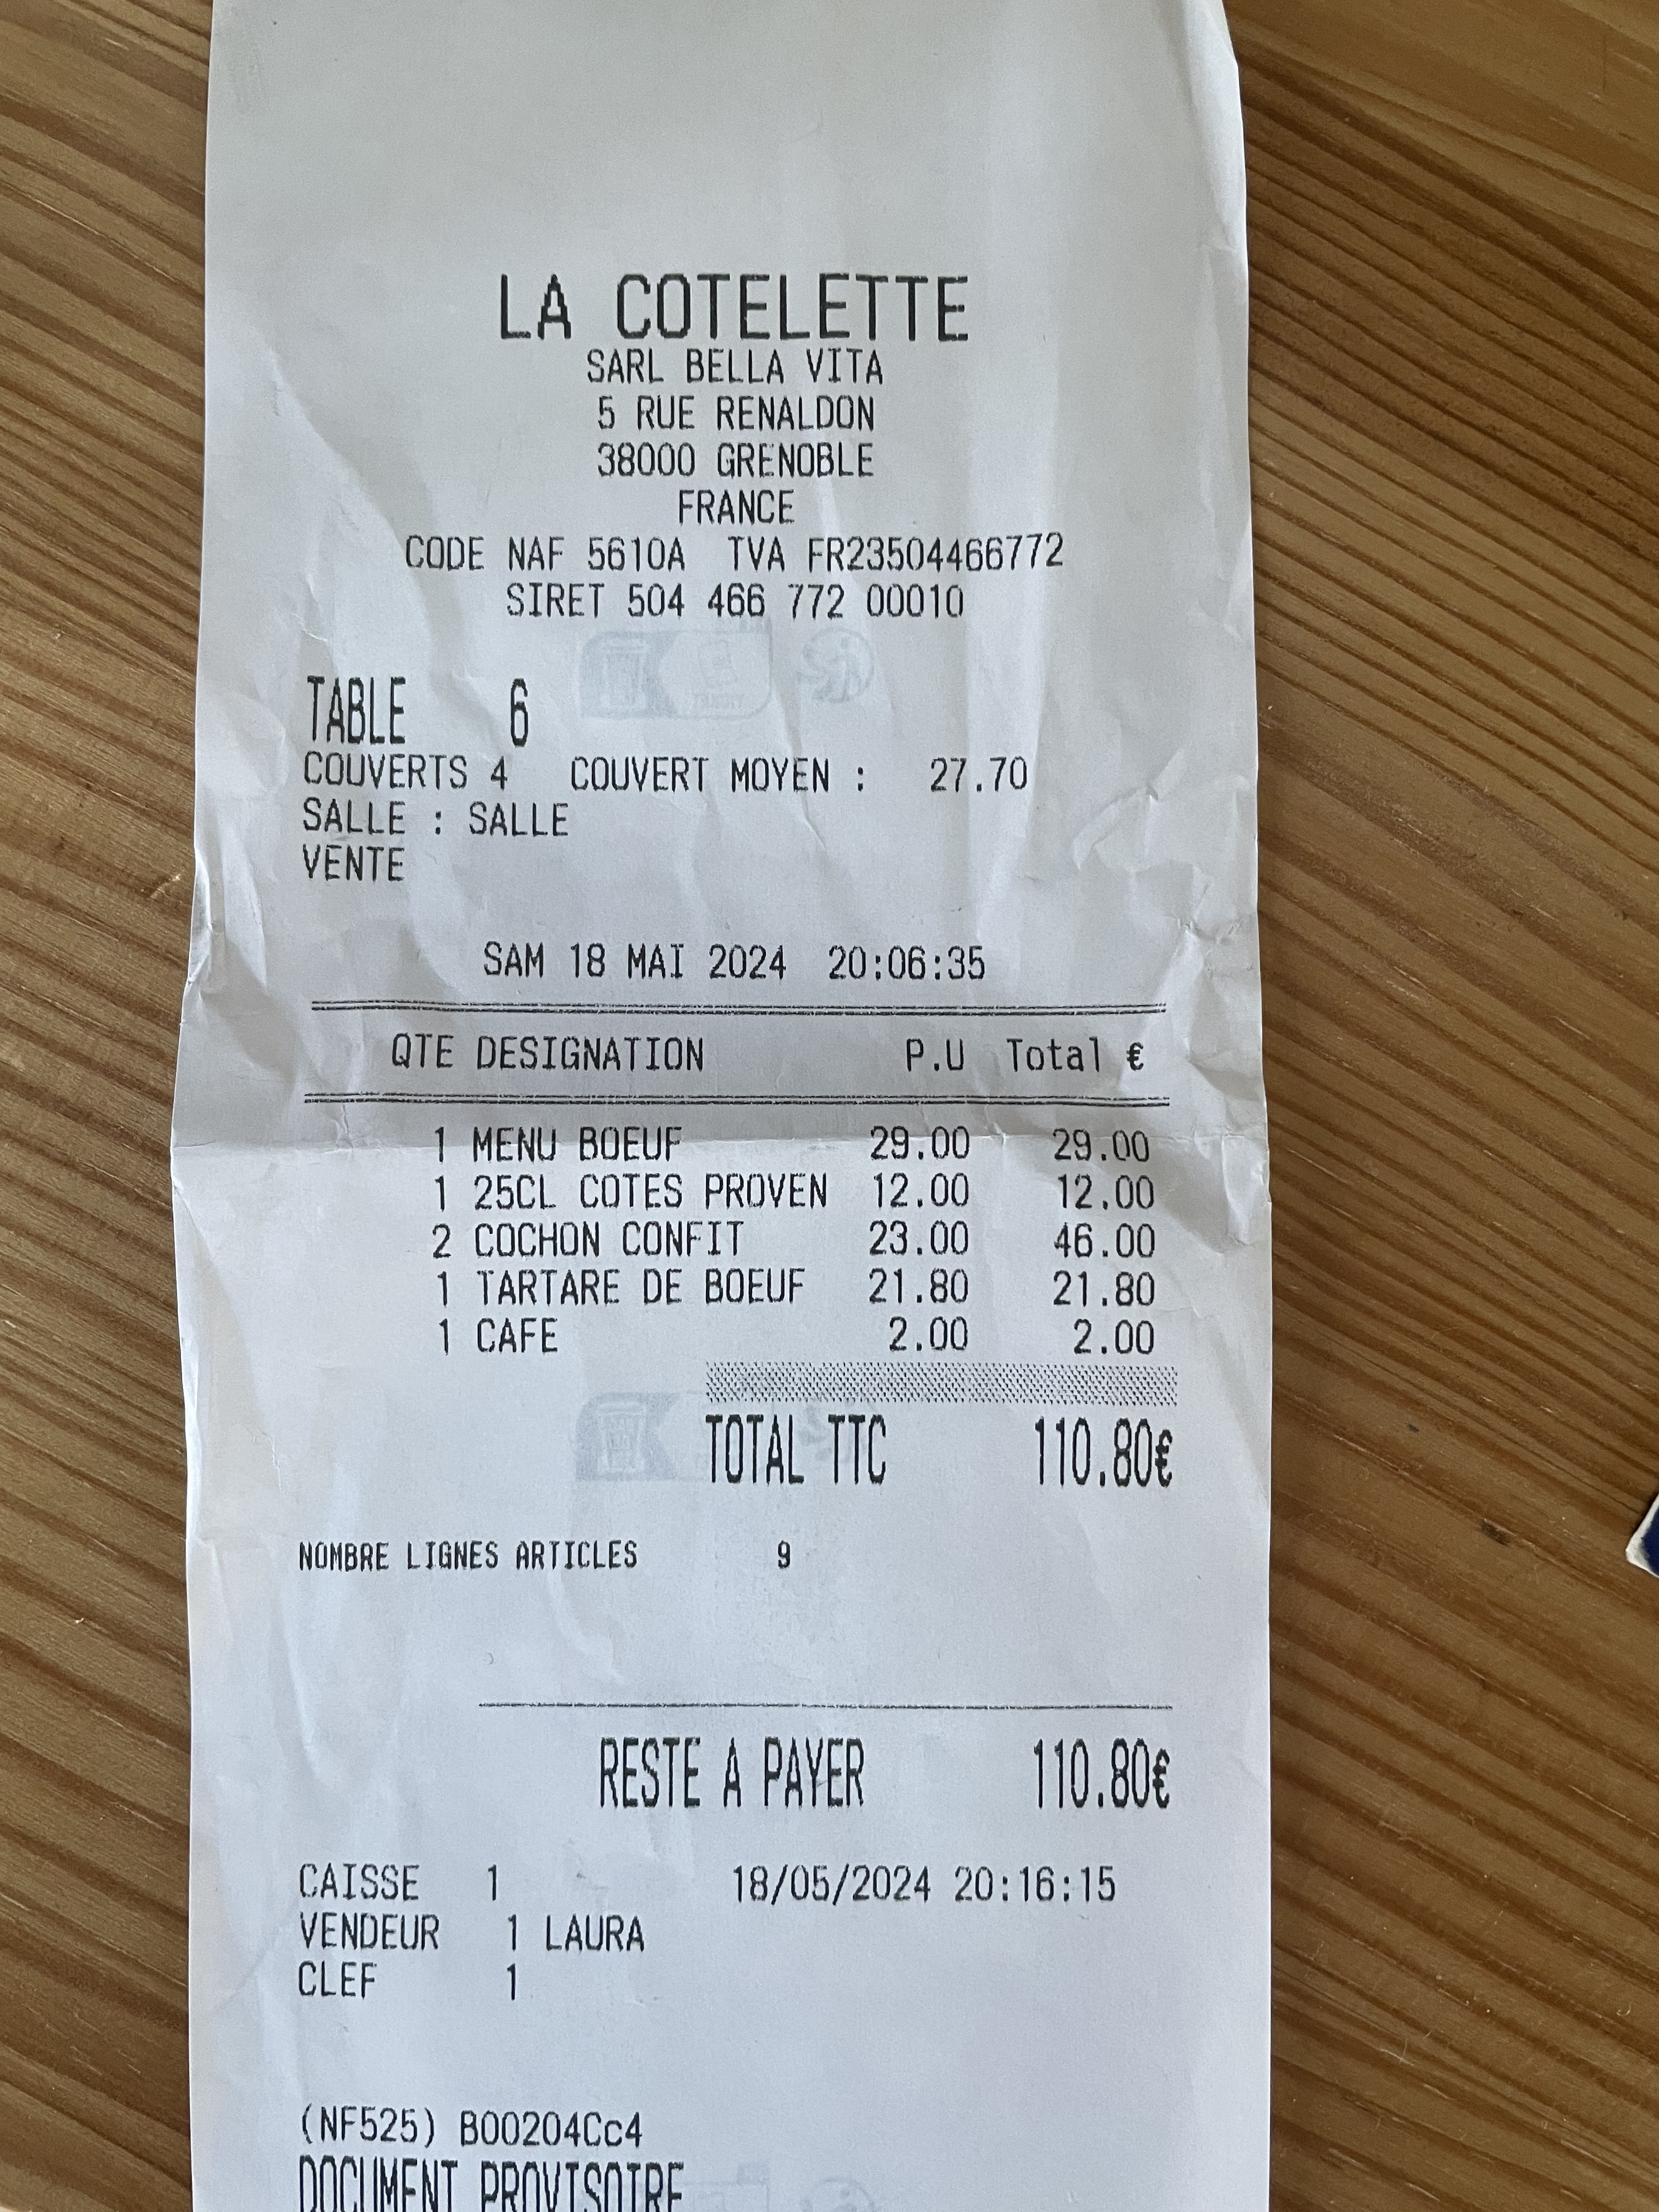 LA COTELETTE
SARL BELLA VITA
5 RUE RENALDON
38000 GRENOBLE
FRANCE
CODE NAF 5610A TVA FR23504466772
SIRET 504 466 772 00010
TABLE 6
COUVERTS 4 COUVERT MOYEN : 27.70
SALLE : SALLE
VENTE
SAM 18 MAI 2024 20:06:35
QTE DESIGNATION P.U Total €
1 MENU BOEUF 29.00 29.00
1 25CL COTES PROVEN 12.00 12.00
2 COCHON CONFIT 23.00 46.00
1 TARTARE DE BOEUF 21.80 21.80
1 CAFE 2.00 2.00
TOTAL TTC 110.80€
NOMBRE LIGNES ARTICLES 9
RESTE A PAYER 110.80€
CAISSE 1 18/05/2024 20:16:15
VENDEUR 1 LAURA
CLEF 1
(NF525) B00204Cc4
DOCUMENT PROVISOIRE